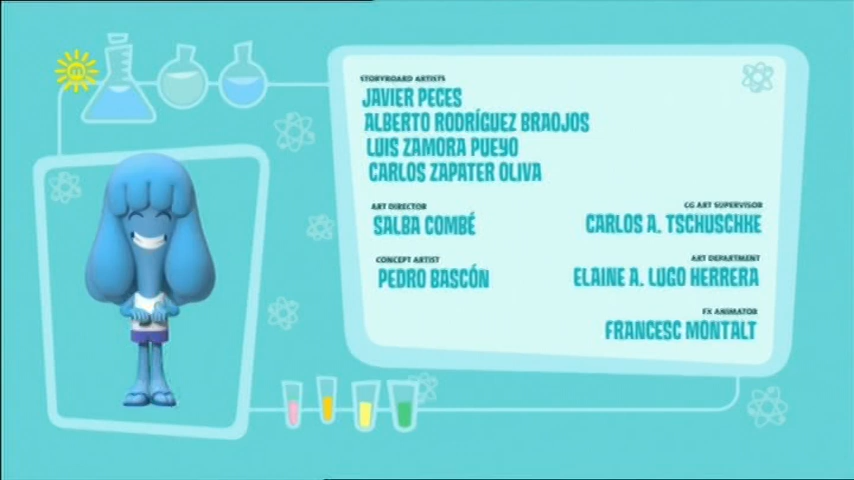 m
STORYBOARD ARTISTS
JAVIER PECES
ALBERTO RODRÍGUEZ BRAOJOS
LUIS ZAMORA PUEYO
CARLOS ZAPATER OLIVA
ART DIRECTOR
SALBA COMBÉ
CONCEPT ARTIST
PEDRO BASCÓN
CG ART SUPERVISOR
CARLOS A. TSCHUSCHKE
ART DEPARTMENT
ELAINE A. LUGO HERRERA
FX ANIMATOR
FRANCESC MONTALT